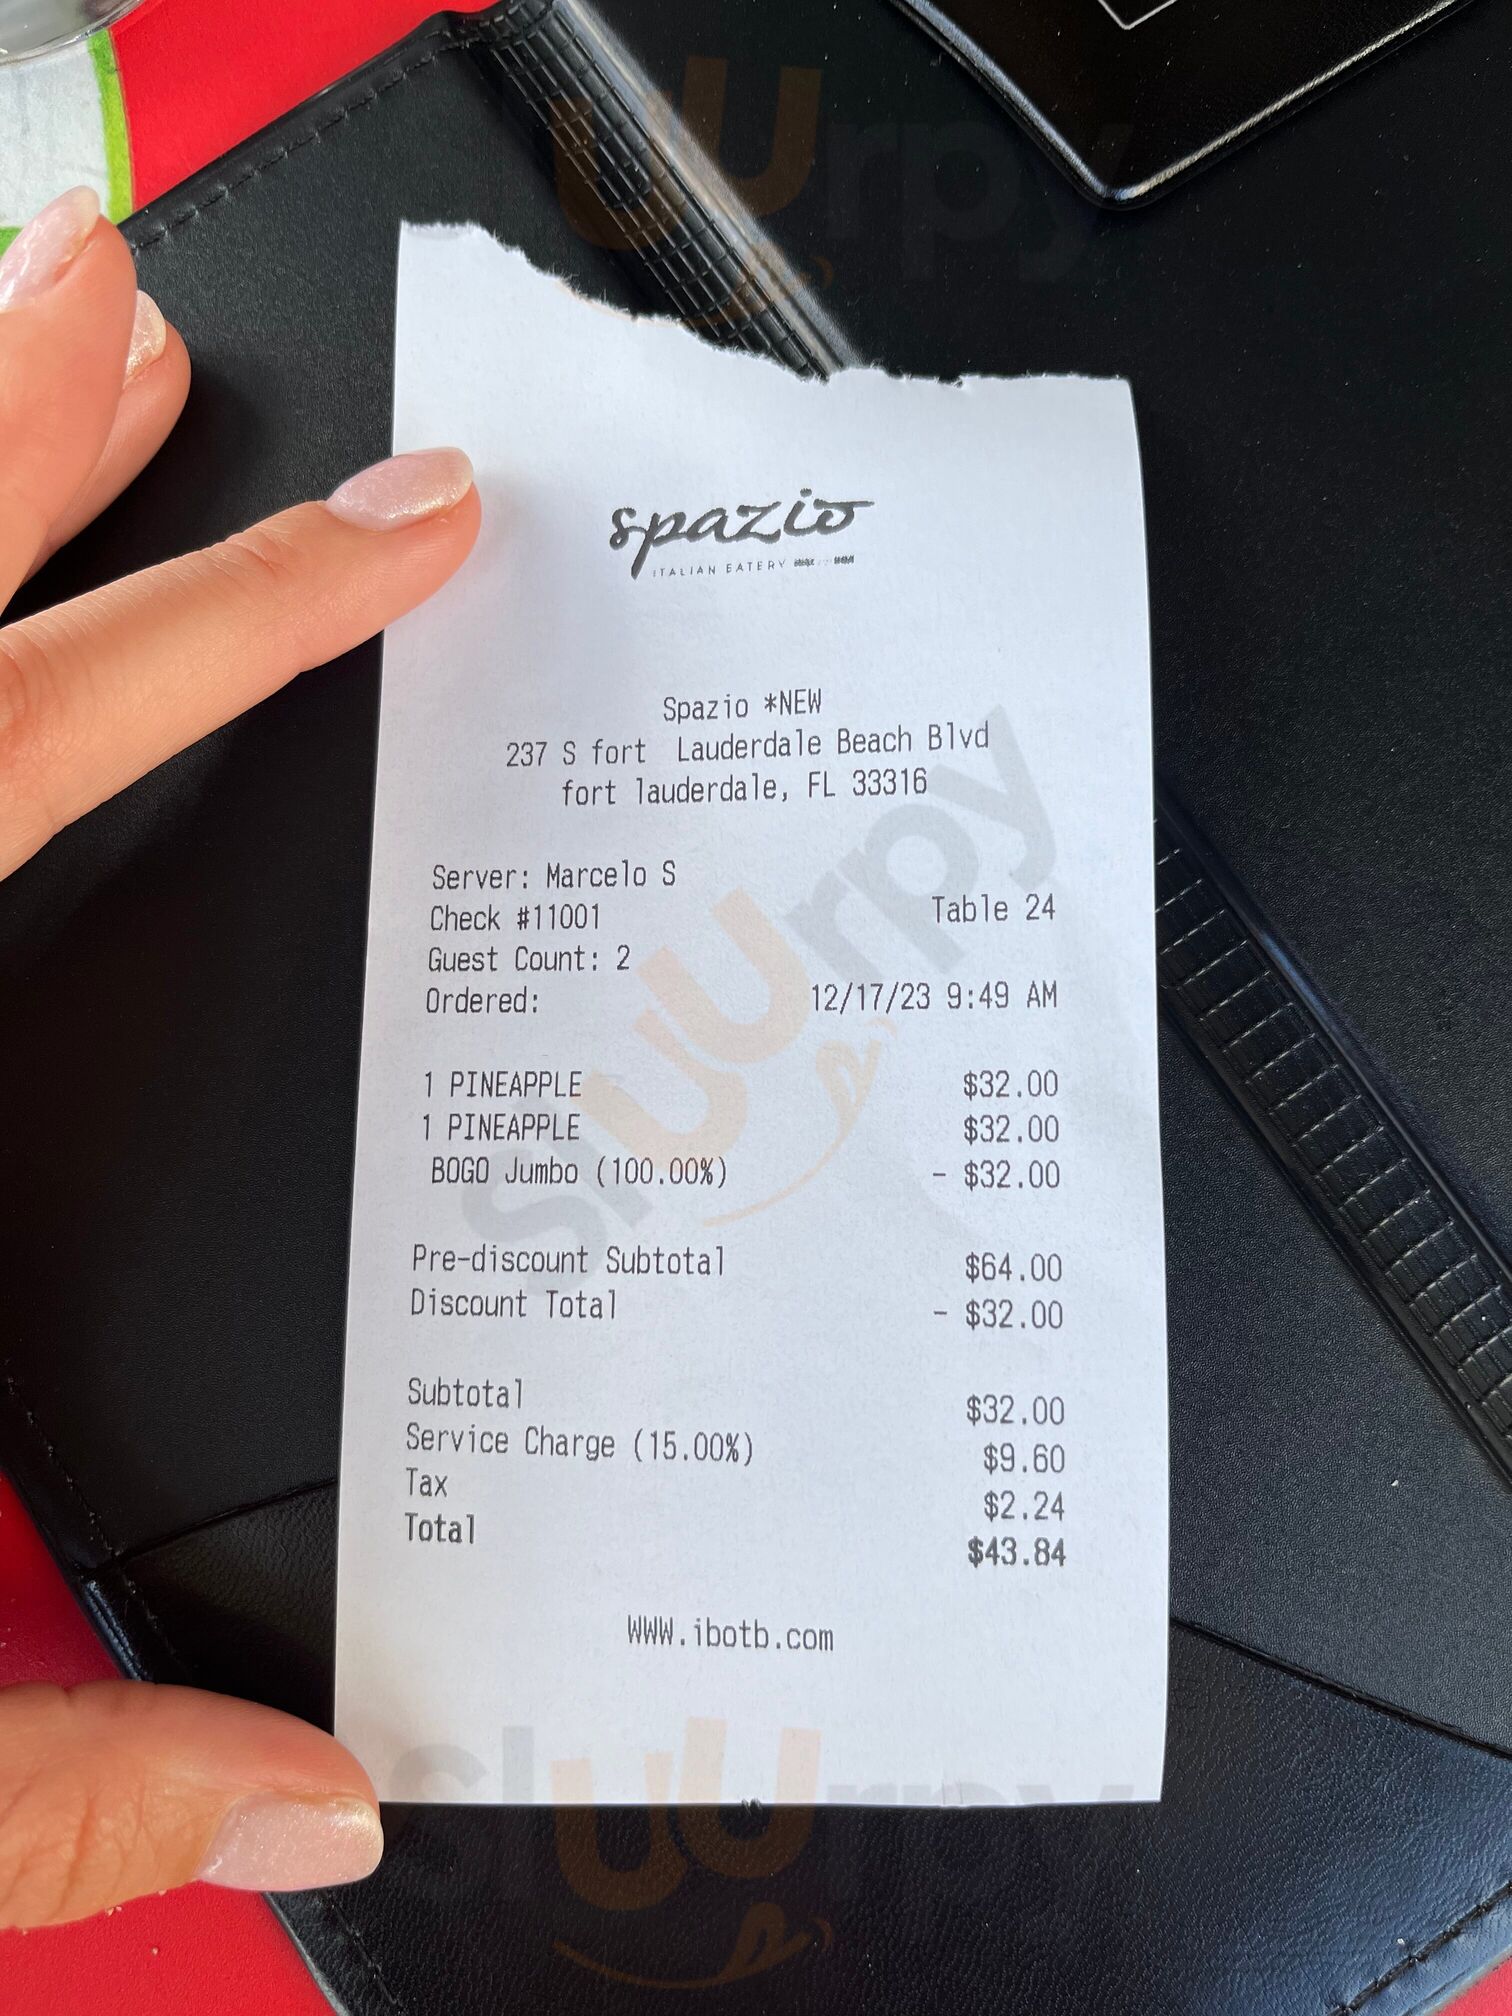 spazio
ITALIAN EATERY
Spazio *NEW
237 S fort Lauderdale Beach Blvd
fort lauderdale, FL 33316
Server: Marcelo S
Check #11001 Table 24
Guest Count: 2
Ordered: 12/17/23 9:49 AM
1 PINEAPPLE $32.00
1 PINEAPPLE $32.00
BOGO Jumbo (100.00%) - $32.00
Pre-discount Subtotal $64.00
Discount Total - $32.00
Subtotal $32.00
Service Charge (15.00%) $9.60
Tax $2.24
Total $43.84
WWW.ibotb.com
sluurpy
sluurpy
sluurpy